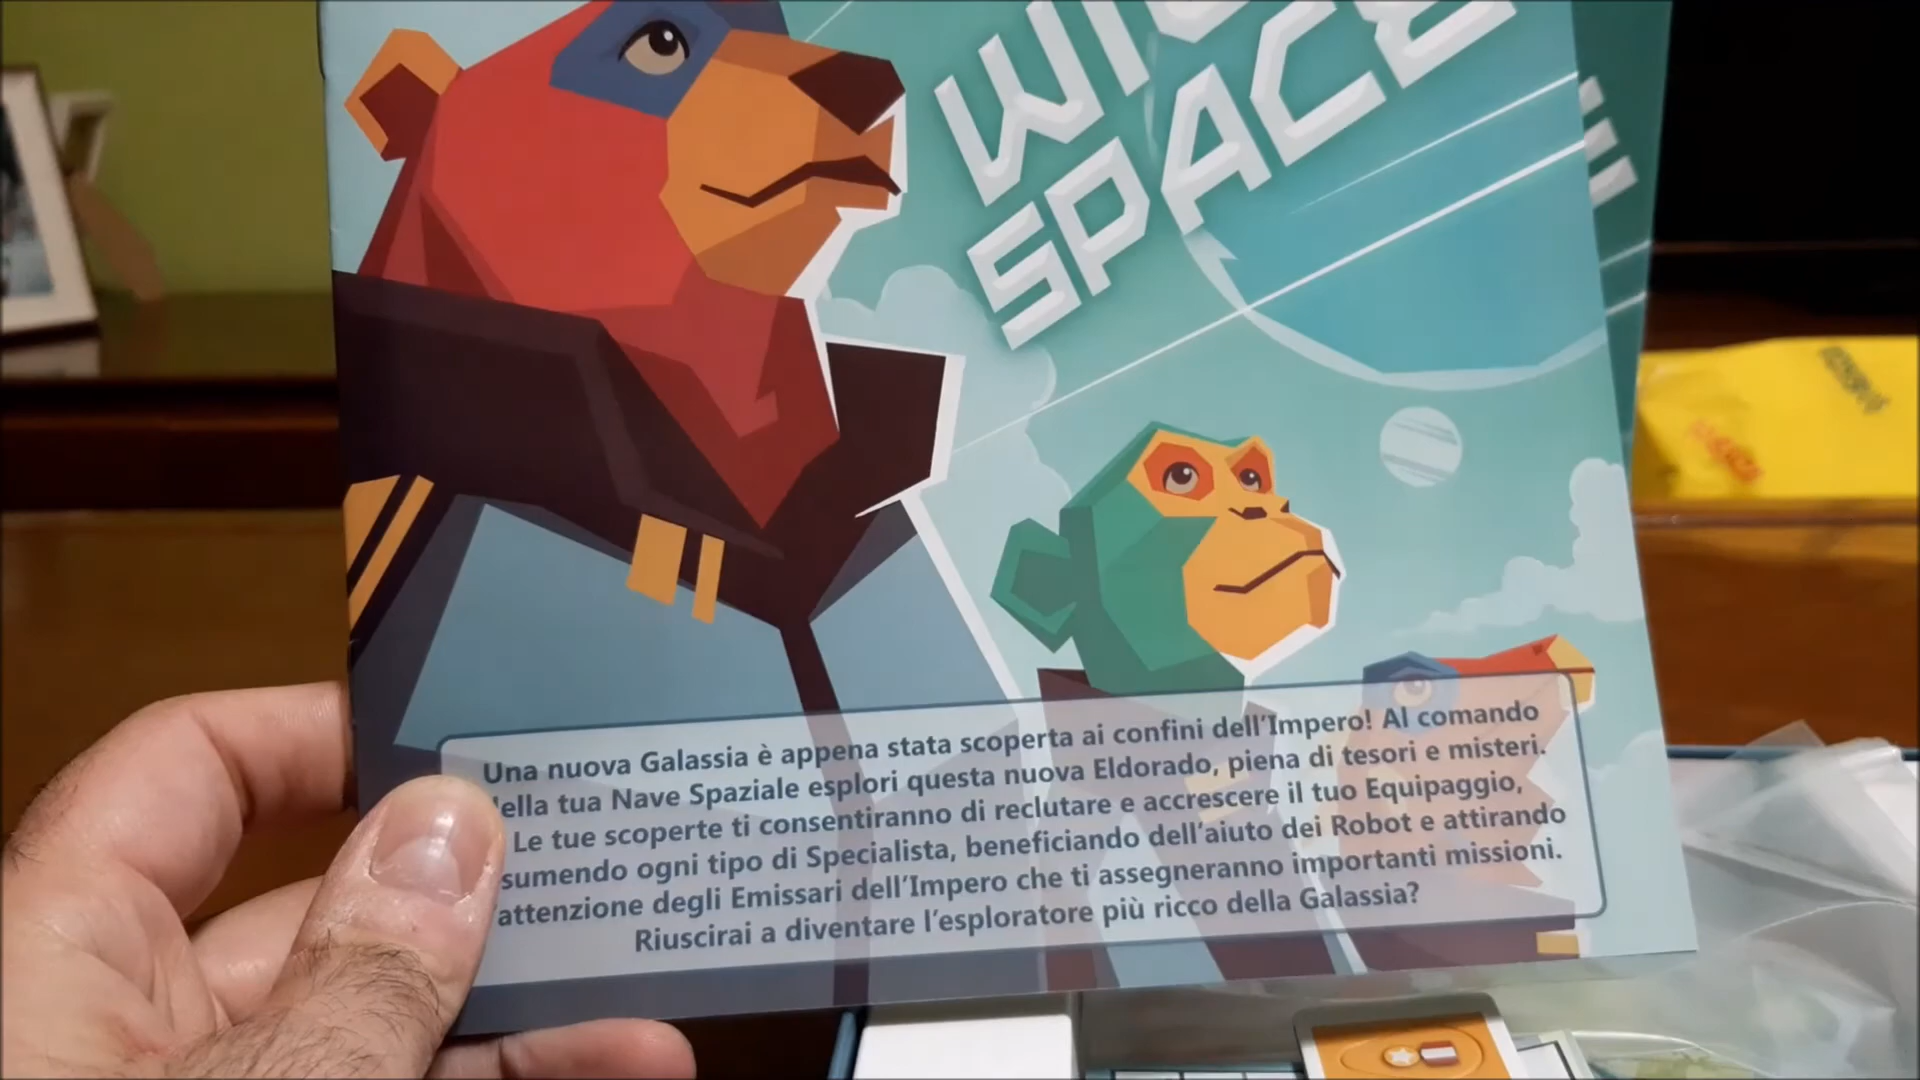 SPACE
Una nuova Galassia è appena stata scoperta ai confini dell'Impero! Al comando
ella tua Nave Spaziale esplori questa nuova Eldorado, piena di tesori e misteri.
Le tue scoperte ti consentiranno di reclutare e accrescere il tuo Equipaggio,
sumendo ogni tipo di Specialista, beneficiando dell'aiuto dei Robot e attirando
attenzione degli Emissari dell'Impero che ti assegneranno importanti missioni.
Riuscirai a diventare l'esploratore più ricco della Galassia?